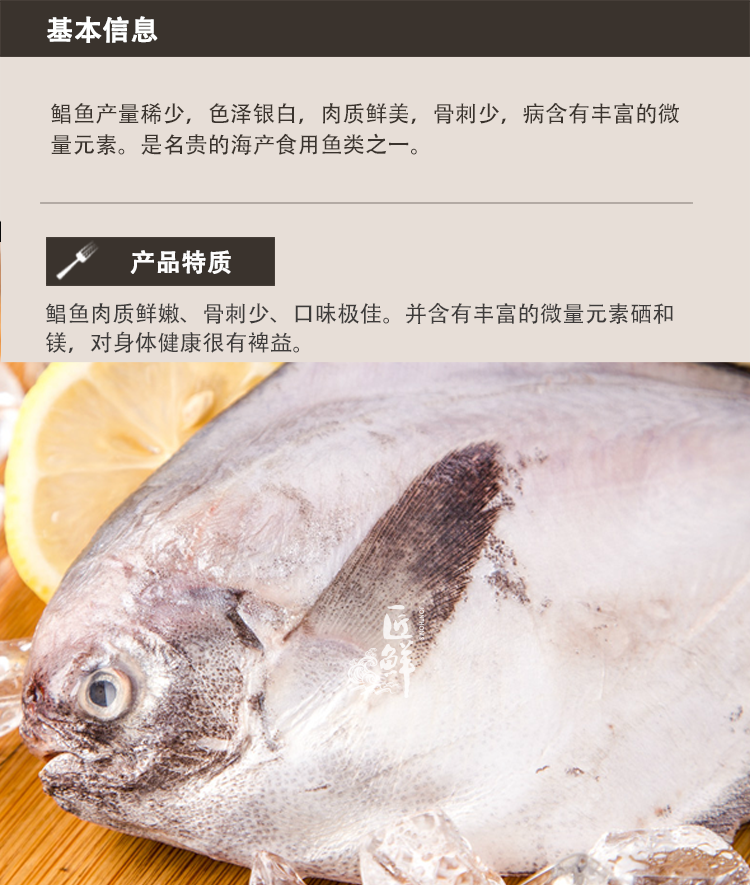 基本信息
鲳鱼产量稀少，色泽银白，肉质鲜美，骨刺少，病含有丰富的微
量元素。是名贵的海产食用鱼类之一。
产品特质
鲳鱼肉质鲜嫩、骨刺少、口味极佳。并含有丰富的微量元素硒和
镁，对身体健康很有裨益。
匠鲜